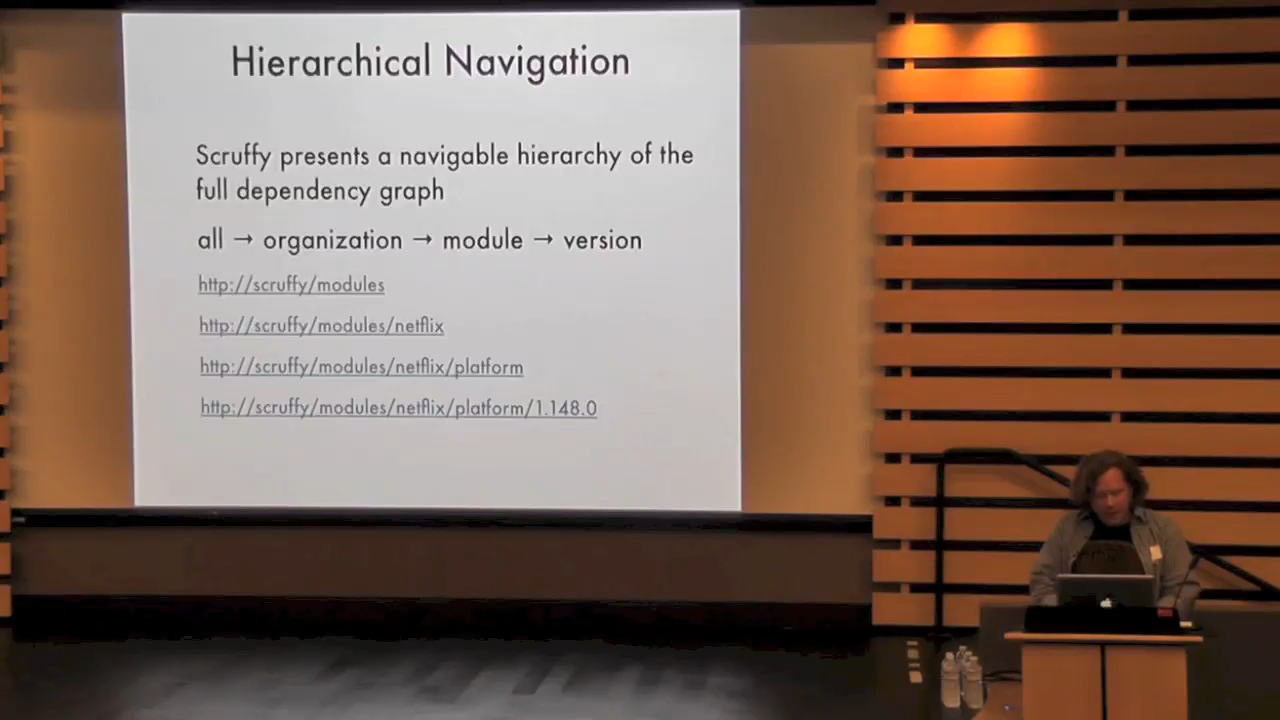 Hierarchical Navigation
Scruffy presents a navigable hierarchy of the
full dependency graph
all → organization → module → version
http://scruffy/modules
http://scruffy/modules/netflix
http://scruffy/modules/netflix/platform
http://scruffy/modules/netflix/platform/1.148.0